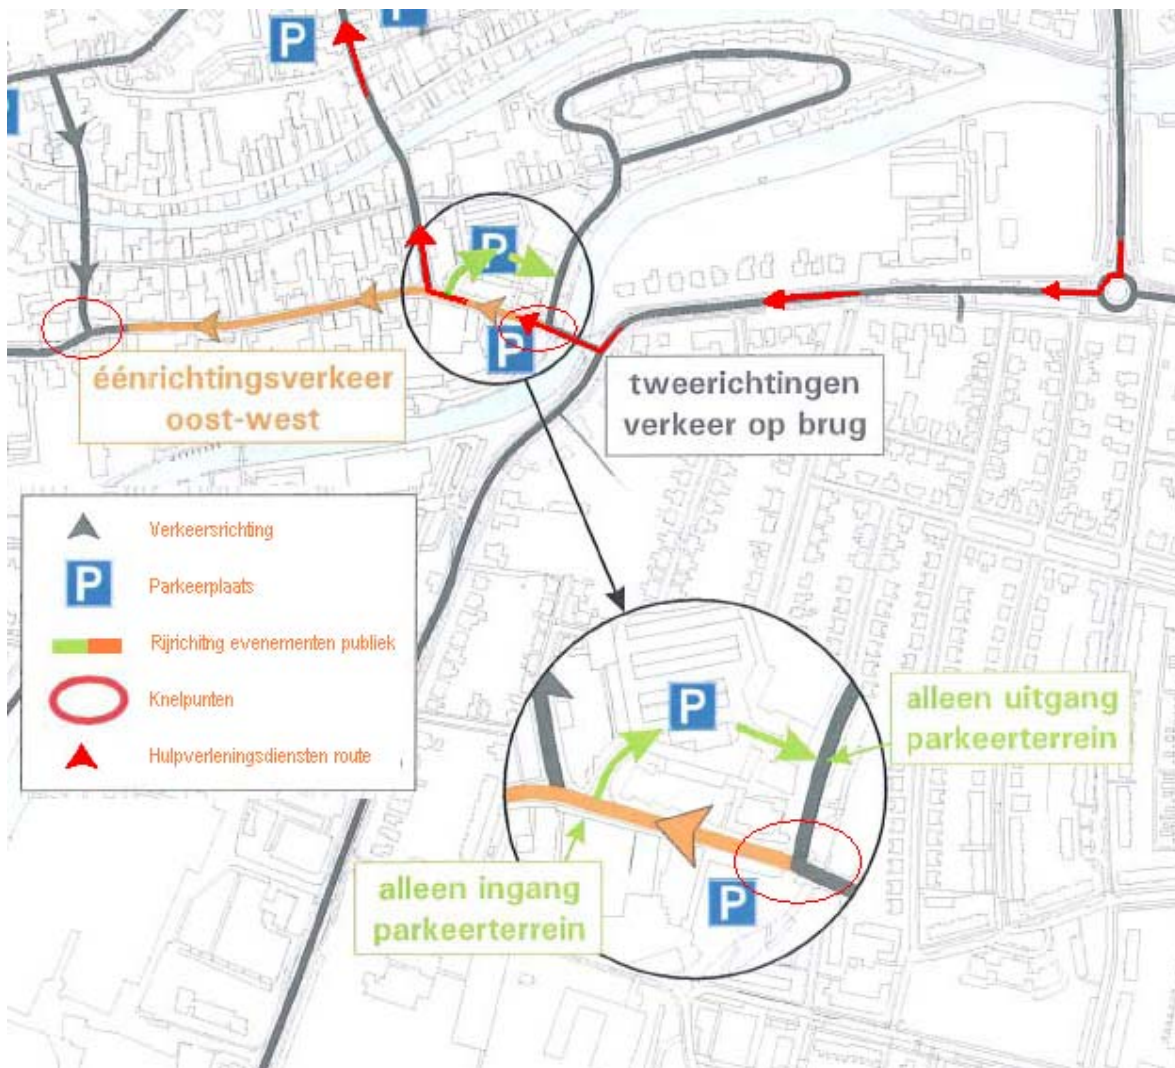 P
P
P
P
P
éénrichtingsverkeer
oost-west
tweerichtingen
verkeer op brug
Verkeersrichting
P
Parkeerplaats
Rijrichitng evenementen publiek
Knelpunten
Hulpverleningsdiensten route
P
alleen uitgang
parkeerterrein
alleen ingang
parkeerterrein
P